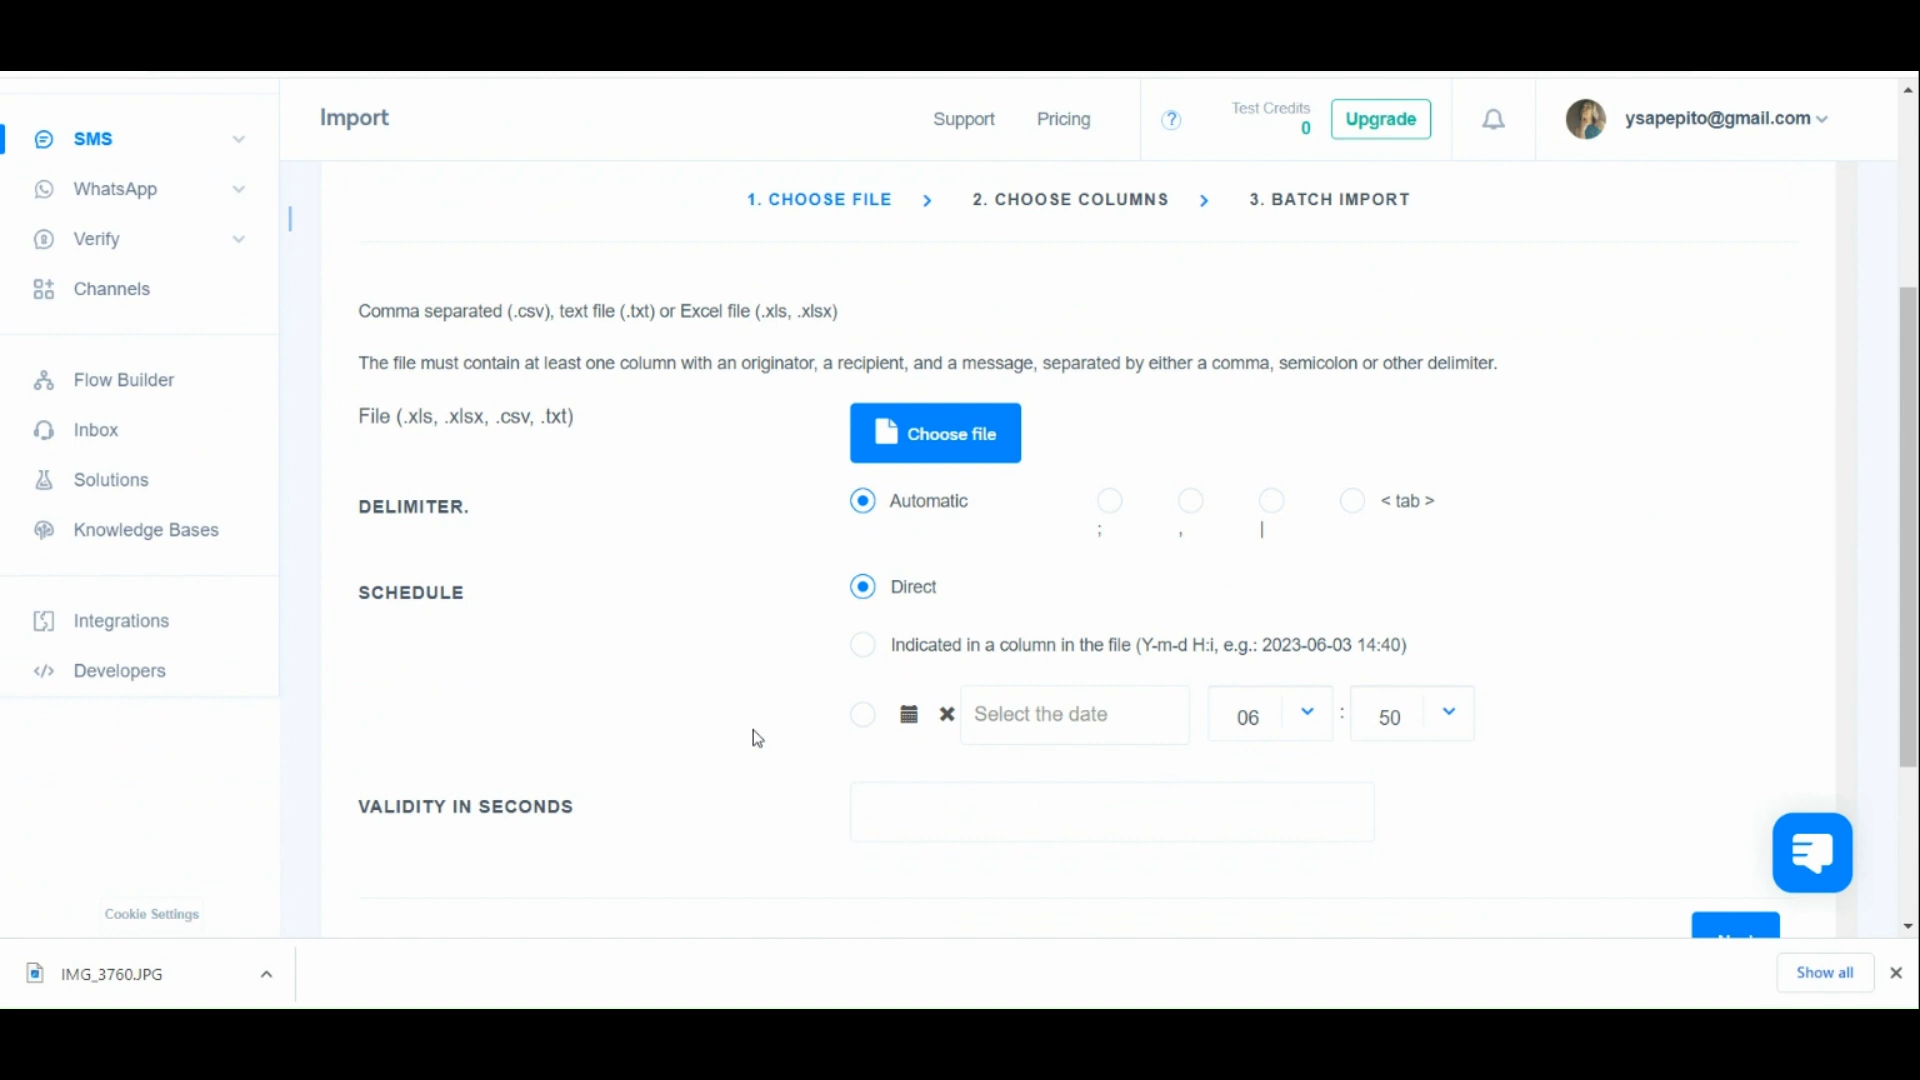 SMS
WhatsApp
Verify
Channels
Flow Builder
Inbox
Solutions
Knowledge Bases
Integrations
Developers
Cookie Settings
Import
Support
Pricing
?
Test Credits
0
Upgrade
ysapepito@gmail.com
1. CHOOSE FILE > 2. CHOOSE COLUMNS > 3. BATCH IMPORT
Comma separated (.csv), text file (.txt) or Excel file (.xls, .xlsx)
The file must contain at least one column with an originator, a recipient, and a message, separated by either a comma, semicolon or other delimiter.
File (.xls, .xlsx, .csv, .txt)
Choose file
DELIMITER.
Automatic
;
,
|
< tab >
SCHEDULE
Direct
Indicated in a column in the file (Y-m-d H:i, e.g.: 2023-06-03 14:40)
Select the date
06 : 50
VALIDITY IN SECONDS
IMG_3760.JPG
Show all